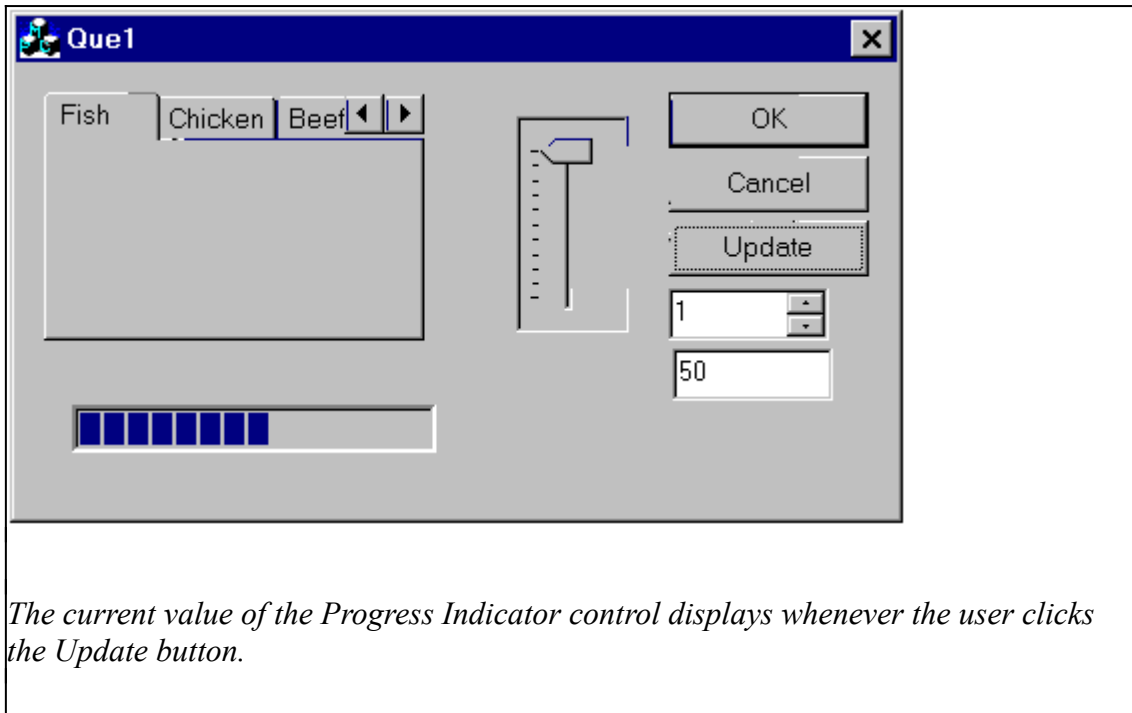 Que1
Fish
Chicken
Beef
OK
Cancel
Update
1
50
The current value of the Progress Indicator control displays whenever the user clicks
the Update button.